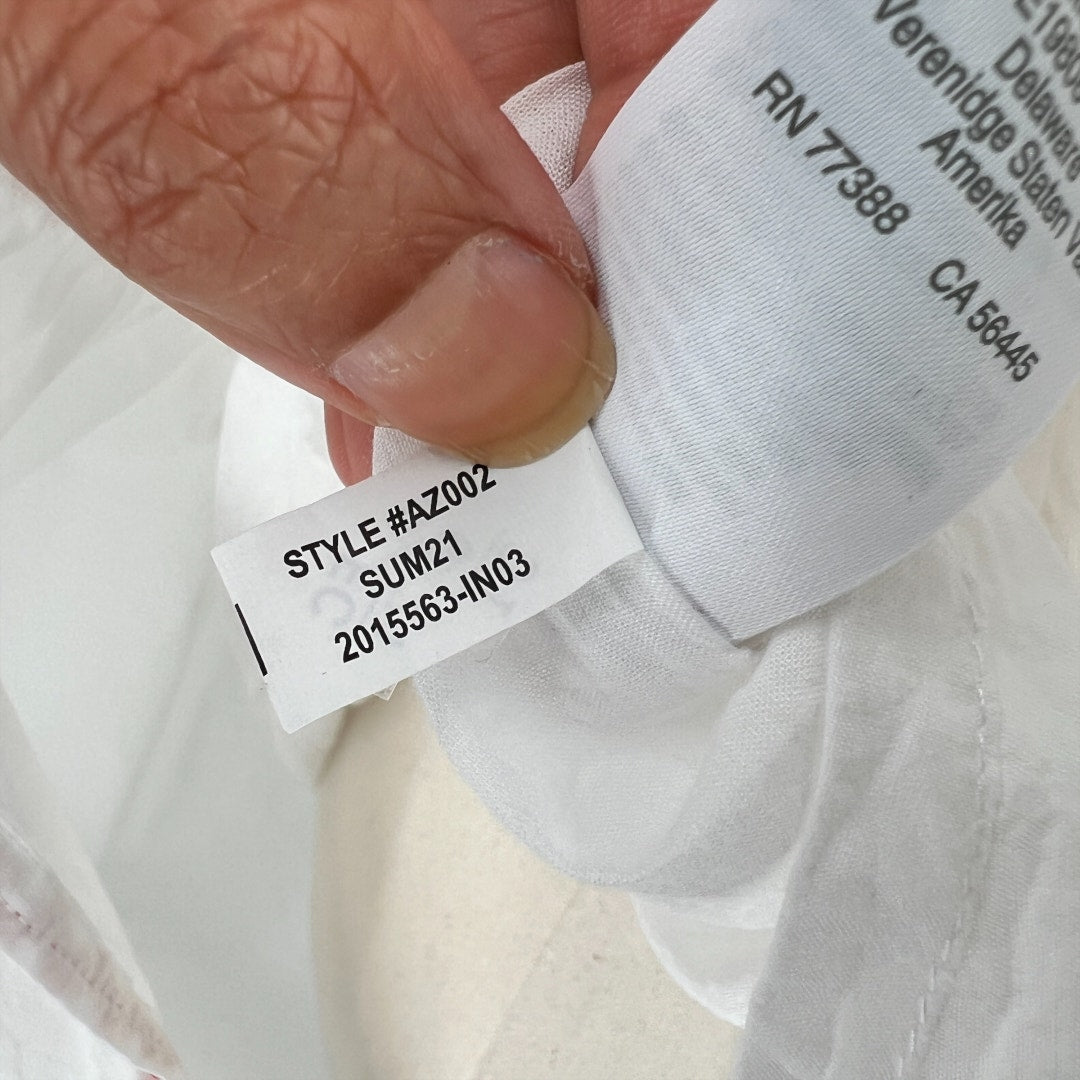 STYLE #AZ002
SUM21
2015563-IN03
Delaware
Verenidge Staten
Amerika
RN 77388
CA 56445